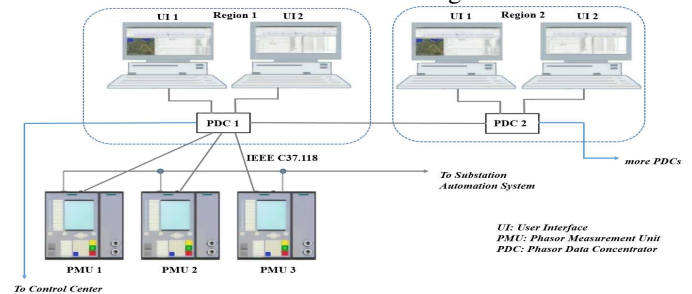 UI 1 Region 1 UI 2
UI 1 Region 2 UI 2
PDC 1
PDC 2
IEEE C37.118
more PDCs
To Substation
Automation System
PMU 1
PMU 2
PMU 3
UI: User Interface
PMU: Phasor Measurement Unit
PDC: Phasor Data Concentrator
To Control Center